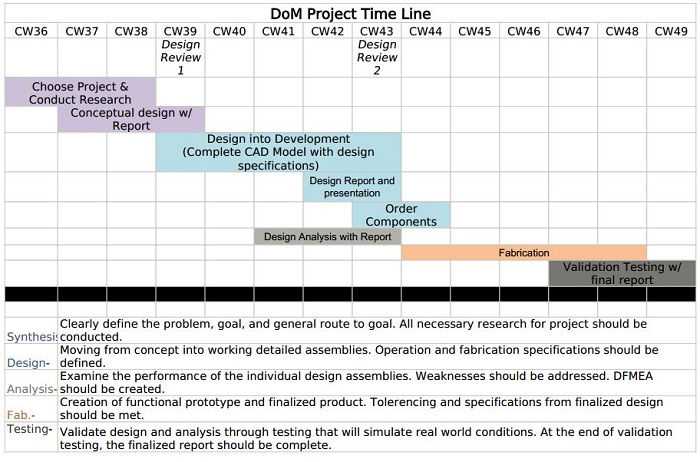 DoM Project Time Line
CW36 CW37 CW38 CW39 CW40 CW41 CW42 CW43 CW44 CW45 CW46 CW47 CW48 CW49
Design Review 1
Design Review 2
Choose Project &
Conduct Research
Conceptual design w/
Report
Design into Development
(Complete CAD Model with design
specifications)
Design Report and
presentation
Order
Components
Design Analysis with Report
Fabrication
Validation Testing w/
final report
Synthesis
Clearly define the problem, goal, and general route to goal. All necessary research for project should be
conducted.
Design-
Moving from concept into working detailed assemblies. Operation and fabrication specifications should be
defined.
Analysis-
Examine the performance of the individual design assemblies. Weaknesses should be addressed. DFMEA
should be created.
Fab.-
Creation of functional prototype and finalized product. Tolerencing and specifications from finalized design
should be met.
Testing-
Validate design and analysis through testing that will simulate real world conditions. At the end of validation
testing, the finalized report should be complete.